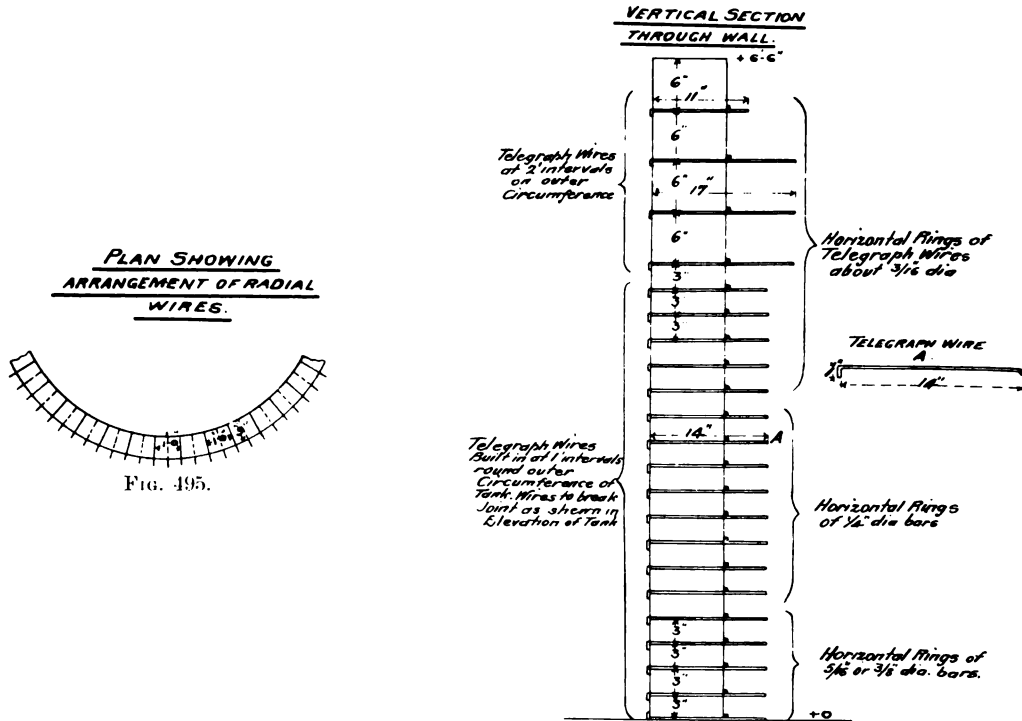 VERTICAL SECTION
THROUGH WALL.
+ 6'-6"
6"
11"
6"
Telegraph Wires
at 2' intervals
on outer
Circumference
6"
17"
6"
3"
3"
3"
Horizontal Rings of
Telegraph Wires
about 3/16" dia
PLAN SHOWING
ARRANGEMENT OF RADIAL
WIRES.
FIG. 495.
TELEGRAPH WIRE
A.
14"
14"
A
Telegraph Wires
Built in at 1' intervals
round outer
Circumference of
Tank. Wires to break
Joint as shewn in
Elevation of Tank
Horizontal Rings
of 1/4" dia bars
3"
3"
3"
3"
Horizontal Rings of
5/16" or 3/8" dia. bars.
+0